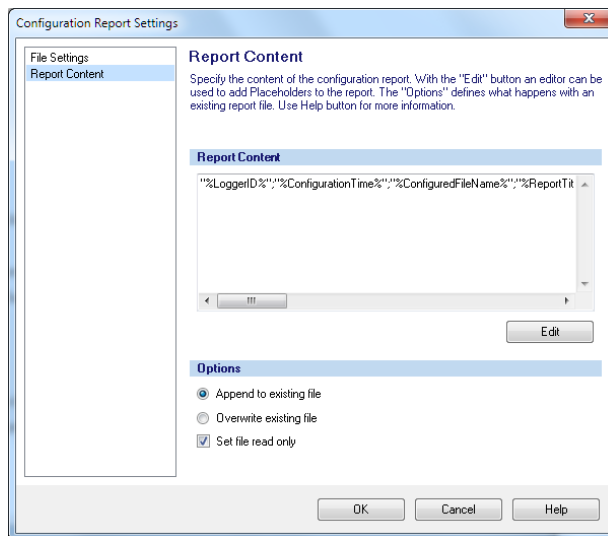 Configuration Report Settings
File Settings
Report Content
Report Content
Specify the content of the configuration report. With the "Edit" button an editor can be
used to add Placeholders to the report. The "Options" defines what happens with an
existing report file. Use Help button for more information.
Report Content
"%LoggerID%";"%ConfigurationTime%";"%ConfiguredFileName%";"%ReportTit
Edit
Options
Append to existing file
Overwrite existing file
Set file read only
OK
Cancel
Help